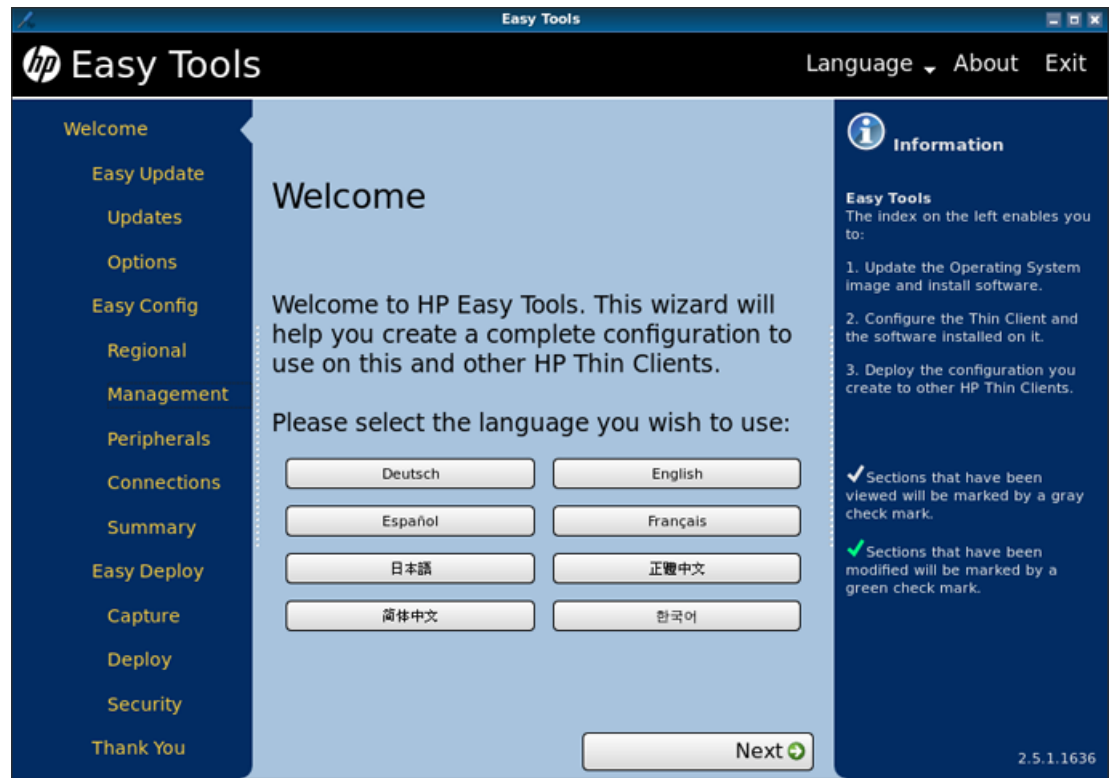 Easy Tools
hp Easy Tools
Language About Exit
Welcome
Easy Update
Updates
Options
Easy Config
Regional
Management
Peripherals
Connections
Summary
Easy Deploy
Capture
Deploy
Security
Thank You
Welcome
Welcome to HP Easy Tools. This wizard will
help you create a complete configuration to
use on this and other HP Thin Clients.
Please select the language you wish to use:
Deutsch English
Español Français
日本語 正體中文
简体中文 한국어
Next
Information
Easy Tools
The index on the left enables you
to:
1. Update the Operating System
image and install software.
2. Configure the Thin Client and
the software installed on it.
3. Deploy the configuration you
create to other HP Thin Clients.
Sections that have been
viewed will be marked by a gray
check mark.
Sections that have been
modified will be marked by a
green check mark.
2.5.1.1636